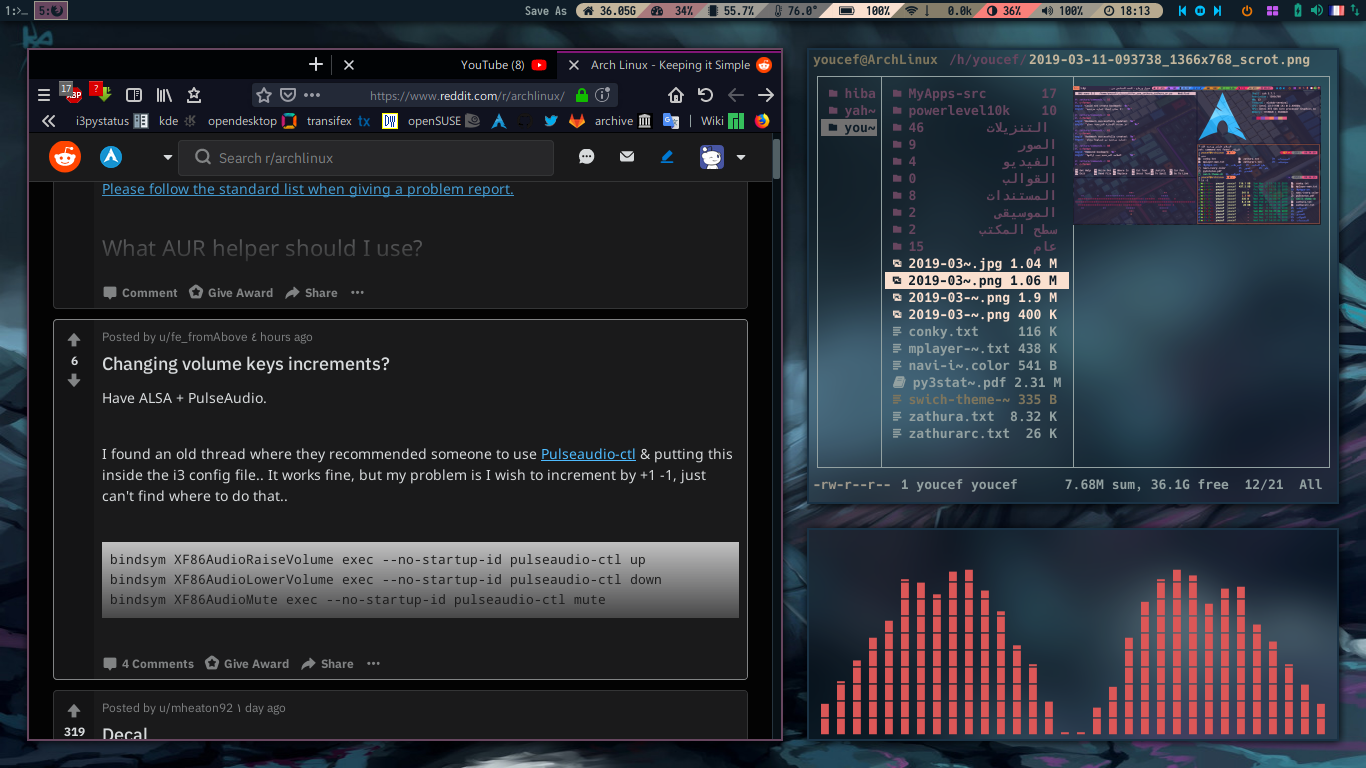 1:>_ 5: Save As 36.05G 34% 55.7% 76.0° 100% 0.0k 36% 100% 18:13
YouTube (8) Arch Linux - Keeping it Simple
17 ? https://www.reddit.com/r/archlinux/
i3pystatus kde opendesktop transifex tx DW openSUSE archive Wiki
Search r/archlinux
Please follow the standard list when giving a problem report.
What AUR helper should I use?
Comment Give Award Share
Posted by u/fe_fromAbove ٤ hours ago
6
Changing volume keys increments?
Have ALSA + PulseAudio.
I found an old thread where they recommended someone to use Pulseaudio-ctl & putting this
inside the i3 config file.. It works fine, but my problem is I wish to increment by +1 -1, just
can't find where to do that..
bindsym XF86AudioRaiseVolume exec --no-startup-id pulseaudio-ctl up
bindsym XF86AudioLowerVolume exec --no-startup-id pulseaudio-ctl down
bindsym XF86AudioMute exec --no-startup-id pulseaudio-ctl mute
4 Comments Give Award Share
Posted by u/mheaton92 ١ day ago
319
Decal
youcef@ArchLinux /h/youcef/2019-03-11-093738_1366x768_scrot.png
hiba
yah~
you~
MyApps-src 17
powerlevel10k 10
46 التنزيلات
9 الصور
4 الفيديو
0 القوالب
8 المستندات
2 الموسيقى
2 سطح المكتب
15 عام
2019-03~.jpg 1.04 M
2019-03~.png 1.06 M
2019-03-~.png 1.9 M
2019-03-~.png 400 K
conky.txt 116 K
mplayer-~.txt 438 K
navi-i~.color 541 B
py3stat~.pdf 2.31 M
swich-theme-~ 335 B
zathura.txt 8.32 K
zathurarc.txt 26 K
-rw-r--r-- 1 youcef youcef 7.68M sum, 36.1G free 12/21 All